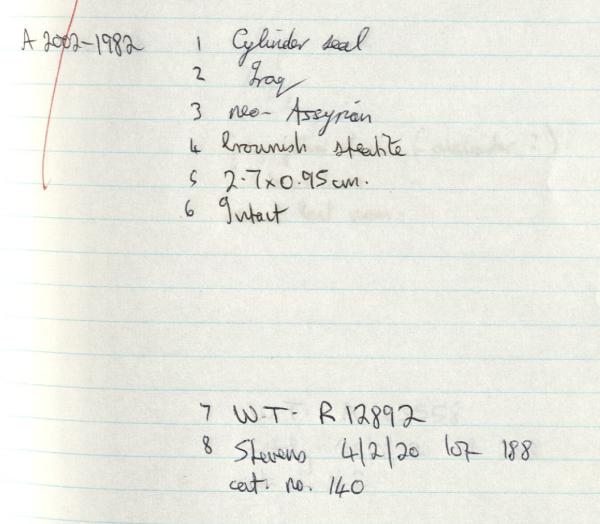 A 2002-1982 1 Cylinder seal
2 Iraq
3 neo-Assyrian
4 brownish steatite
5 2.7x0.95cm.
6 Intact
7 W.T. R 12892
8 Stevens 4/2/20 lot 188
cat. no. 140